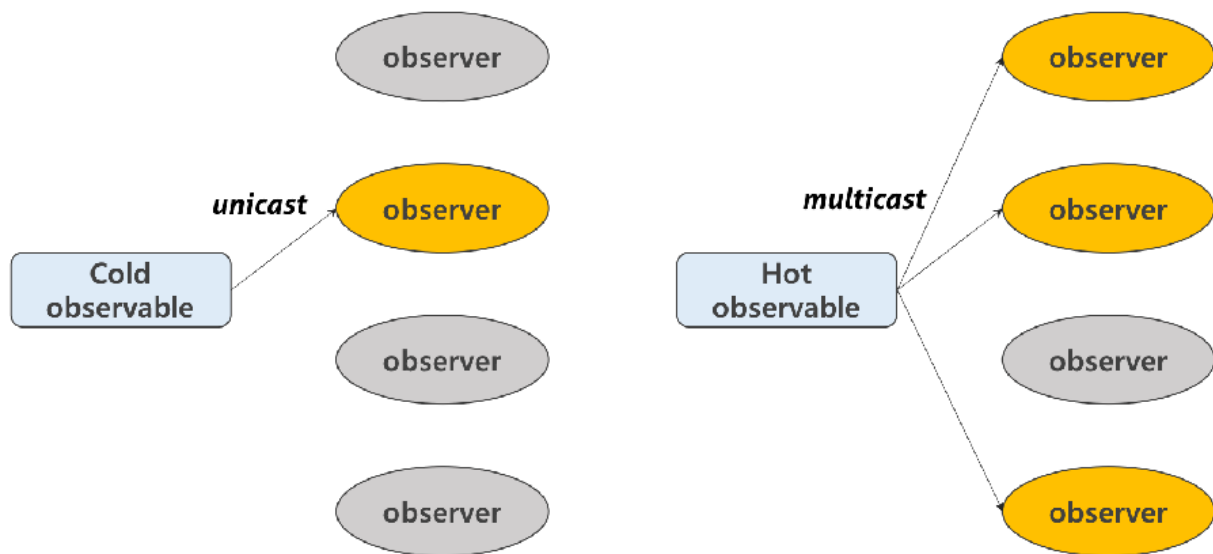 observer
unicast
observer
Cold
observable
observer
observer
observer
multicast
observer
Hot
observable
observer
observer